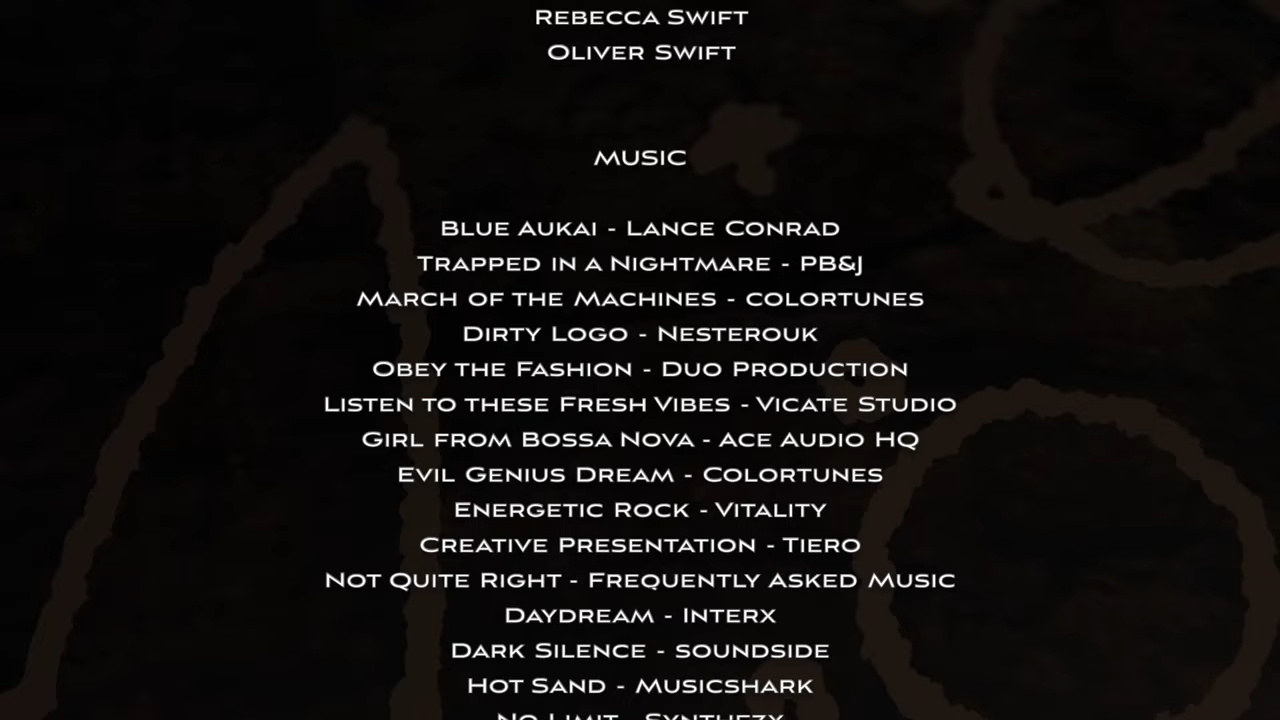 Rebecca Swift
Oliver Swift
MUSIC
Blue Aukai - Lance Conrad
Trapped in a Nightmare - PB&J
March of the Machines - colortunes
Dirty Logo - Nesterouk
Obey the Fashion - Duo Production
Listen to these Fresh Vibes - Vicate Studio
Girl from Bossa Nova - Ace Audio HQ
Evil Genius Dream - Colortunes
Energetic Rock - Vitality
Creative Presentation - Tiero
Not Quite Right - Frequently Asked Music
Daydream - Interx
Dark Silence - soundside
Hot Sand - Musicshark
No Limit -